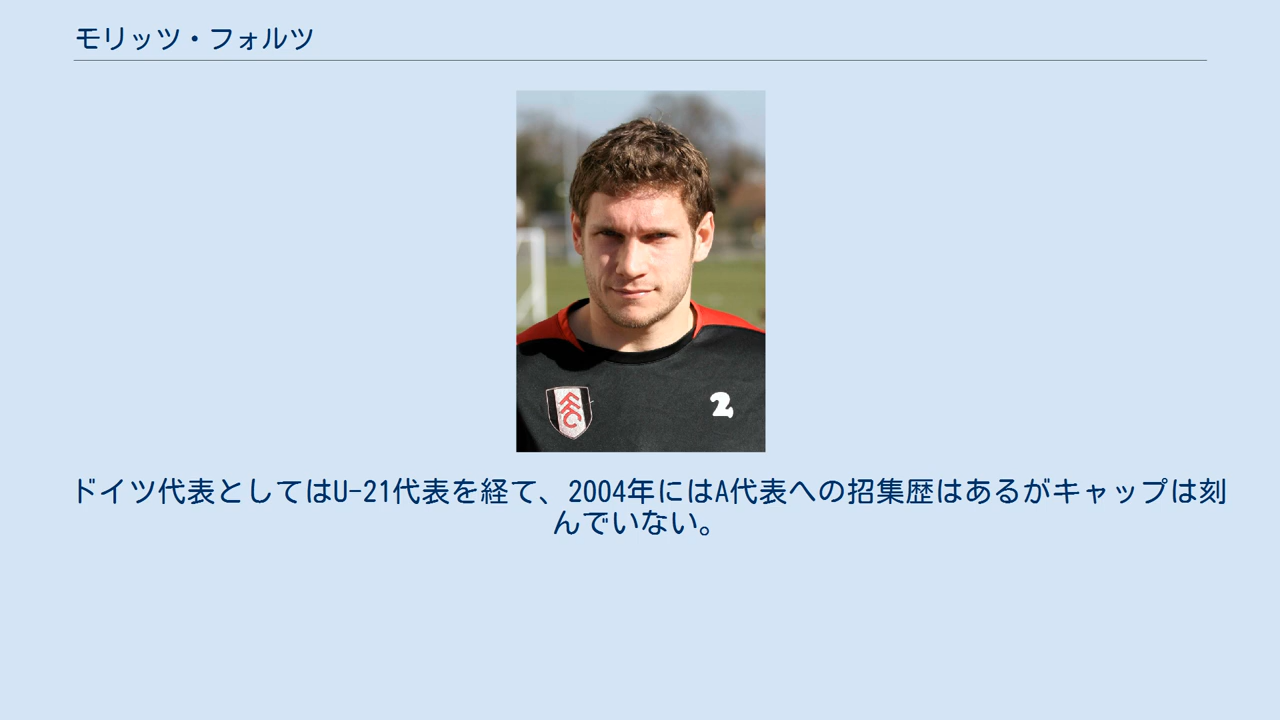 モリッツ・フォルツ
FFC
2
ドイツ代表としてはU-21代表を経て、2004年にはA代表への招集歴はあるがキャップは刻
んでいない。